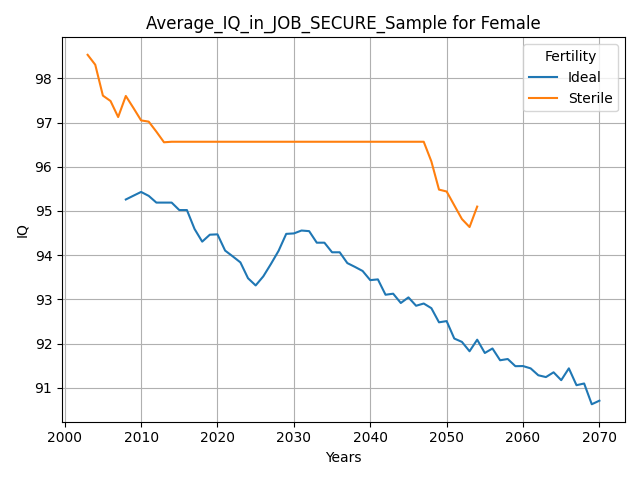 Average_IQ_in_JOB_SECURE_Sample for Female
Fertility
Ideal
Sterile
IQ
98
97
96
95
94
93
92
91
2000 2010 2020 2030 2040 2050 2060 2070
Years